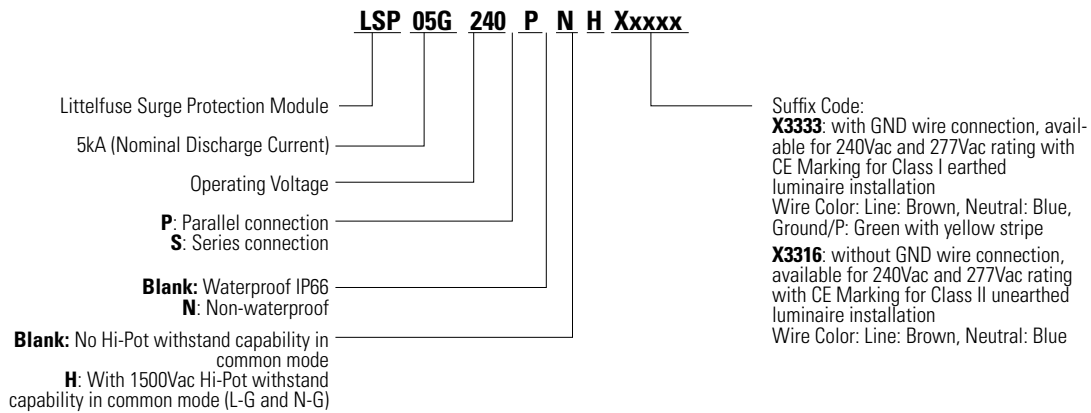 LSP 05G 240 P N H Xxxxx
Littelfuse Surge Protection Module
5kA (Nominal Discharge Current)
Operating Voltage
P: Parallel connection
S: Series connection
Blank: Waterproof IP66
N: Non-waterproof
Blank: No Hi-Pot withstand capability in
common mode
H: With 1500Vac Hi-Pot withstand
capability in common mode (L-G and N-G)
Suffix Code:
X3333: with GND wire connection, avail-
able for 240Vac and 277Vac rating with
CE Marking for Class I earthed
luminaire installation
Wire Color: Line: Brown, Neutral: Blue,
Ground/P: Green with yellow stripe
X3316: without GND wire connection,
available for 240Vac and 277Vac rating
with CE Marking for Class II unearthed
luminaire installation
Wire Color: Line: Brown, Neutral: Blue